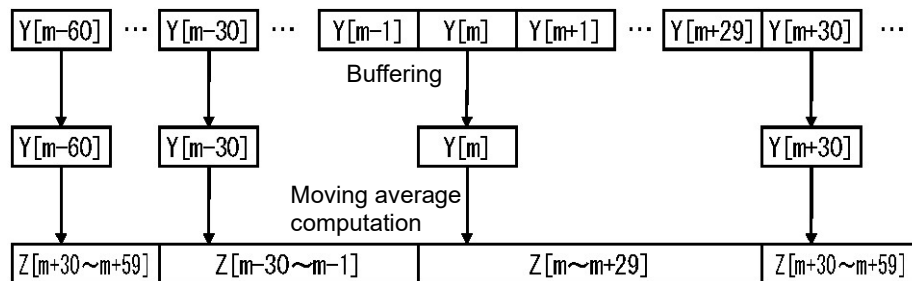 Y[m-60] … Y[m-30] … Y[m-1] Y[m] Y[m+1] … Y[m+29] Y[m+30] …
Buffering
Y[m-60] Y[m-30] Y[m] Y[m+30]
Moving average
computation
Z[m+30～m+59] Z[m-30～m-1] Z[m～m+29] Z[m+30～m+59]